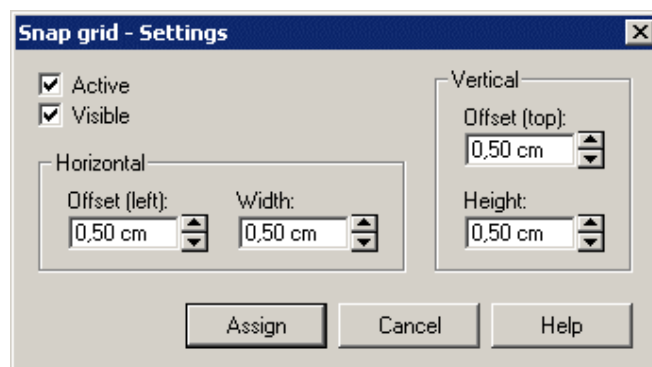 Snap grid - Settings
Active
Visible
Horizontal
Offset (left):
Width:
0,50 cm
0,50 cm
Vertical
Offset (top):
0,50 cm
Height:
0,50 cm
Assign
Cancel
Help